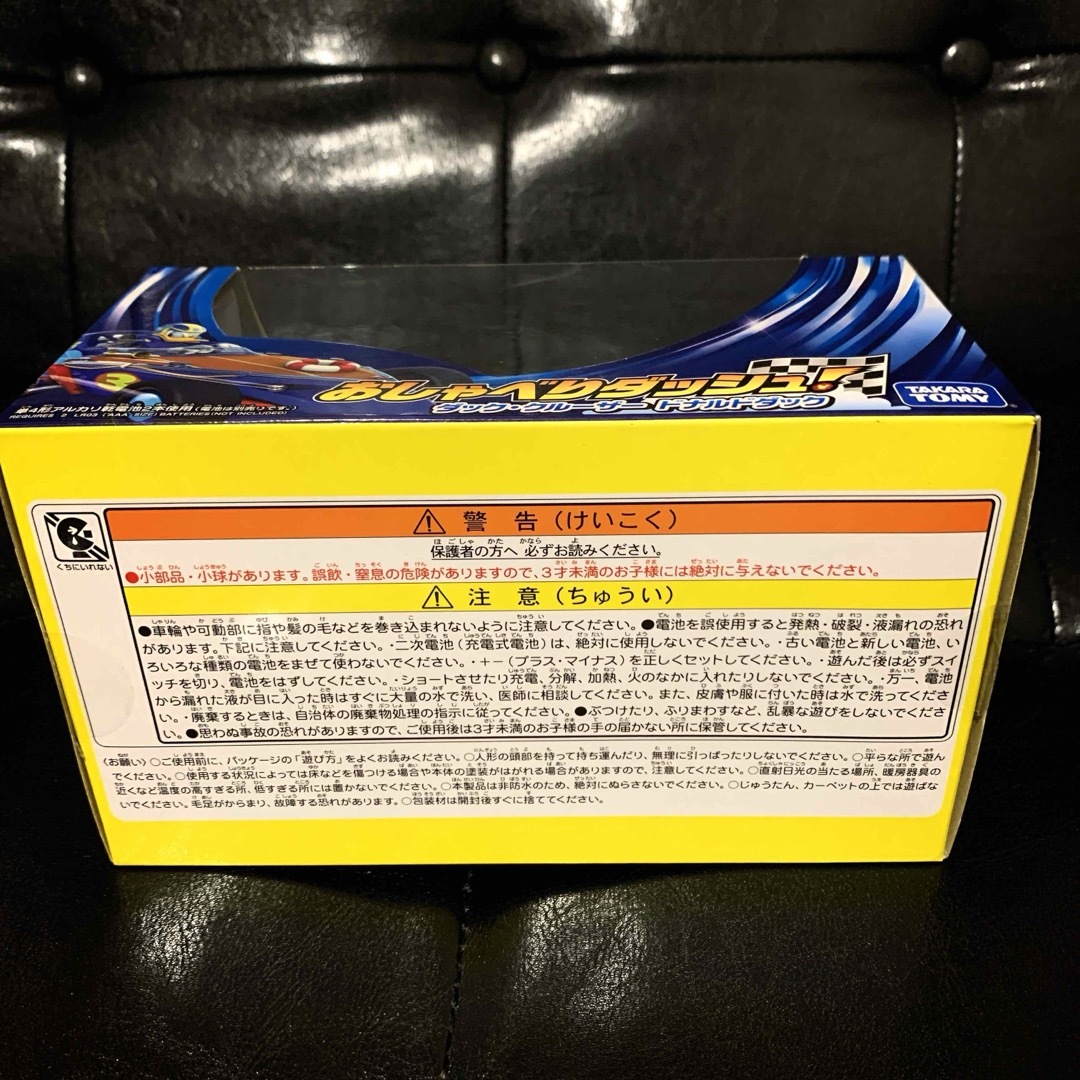 おしゃべりダッシュ!
ダック・クルーザー ドナルドダック
TAKARA TOMY
3
単4形アルカリ乾電池2本使用(電池は別売りです。)
REQUIRES 2 LR03 ("AAA" SIZE) BATTERIES (NOT INCLUDED)
くちにいれない
警告(けいこく)
保護者の方へ 必ずお読みください。
●小部品・小球があります。誤飲・窒息の危険がありますので、3才未満のお子様には絶対に与えないでください。
注意(ちゅうい)
●車輪や可動部に指や髪の毛などを巻き込まれないように注意してください。●電池を誤使用すると発熱・破裂・液漏れの恐れ
があります。下記に注意してください。・二次電池(充電式電池)は、絶対に使用しないでください。・古い電池と新しい電池、い
ろいろな種類の電池をまぜて使わないでください。・+-(プラス・マイナス)を正しくセットしてください。・遊んだ後は必ずスイ
ッチを切り、電池をはずしてください。・ショートさせたり充電、分解、加熱、火のなかに入れたりしないでください。・万一、電池
から漏れた液が目に入った時はすぐに大量の水で洗い、医師に相談してください。また、皮膚や服に付いた時は水で洗ってくださ
い。・廃棄するときは、自治体の廃棄物処理の指示に従ってください。●ぶつけたり、ふりまわすなど、乱暴な遊びをしないでくださ
い。●思わぬ事故の恐れがありますので、ご使用後は3才未満のお子様の手の届かない所に保管してください。
〈お願い〉○ご使用前に、パッケージの「遊び方」をよくお読みください。○人形の頭部を持って持ち運んだり、無理に引っぱったりしないでください。○平らな所で遊ん
でください。○使用する状況によっては床などを傷つける場合や本体の塗装がはがれる場合がありますので、注意してください。○直射日光の当たる場所、暖房器具の
近くなど温度の高すぎる所、低すぎる所には置かないでください。○本製品は非防水のため、絶対にぬらさないでください。○じゅうたん、カーペットの上では遊ばな
いでください。毛足がからまり、故障する恐れがあります。○包装材は開封後すぐに捨ててください。